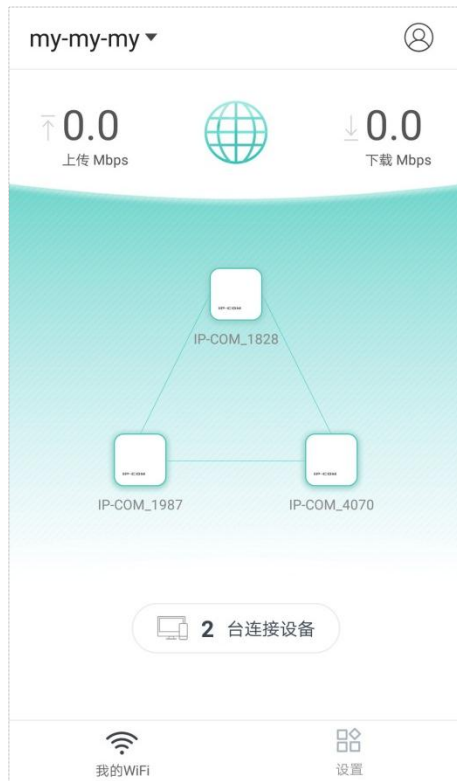 my-my-my
0.0
上传 Mbps
0.0
下载 Mbps
IP-COM_1828
IP-COM_1987
IP-COM_4070
2 台连接设备
我的WiFi
设置